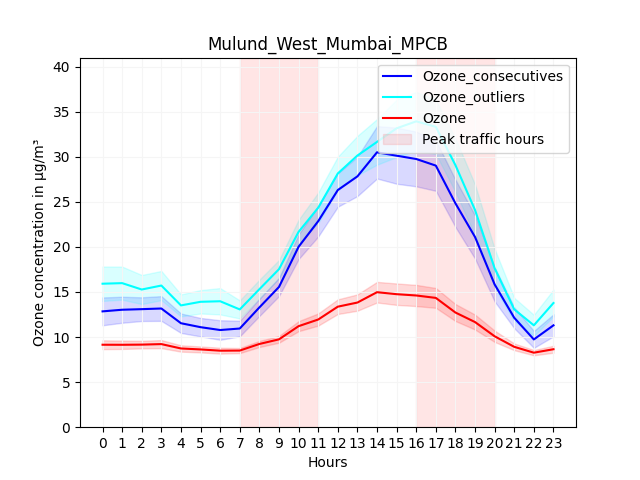 Mulund_West_Mumbai_MPCB
Ozone concentration in µg/m³
40
35
30
25
20
15
10
5
0
Ozone_consecutives
Ozone_outliers
Ozone
Peak traffic hours
0 1 2 3 4 5 6 7 8 9 10 11 12 13 14 15 16 17 18 19 20 21 22 23
Hours